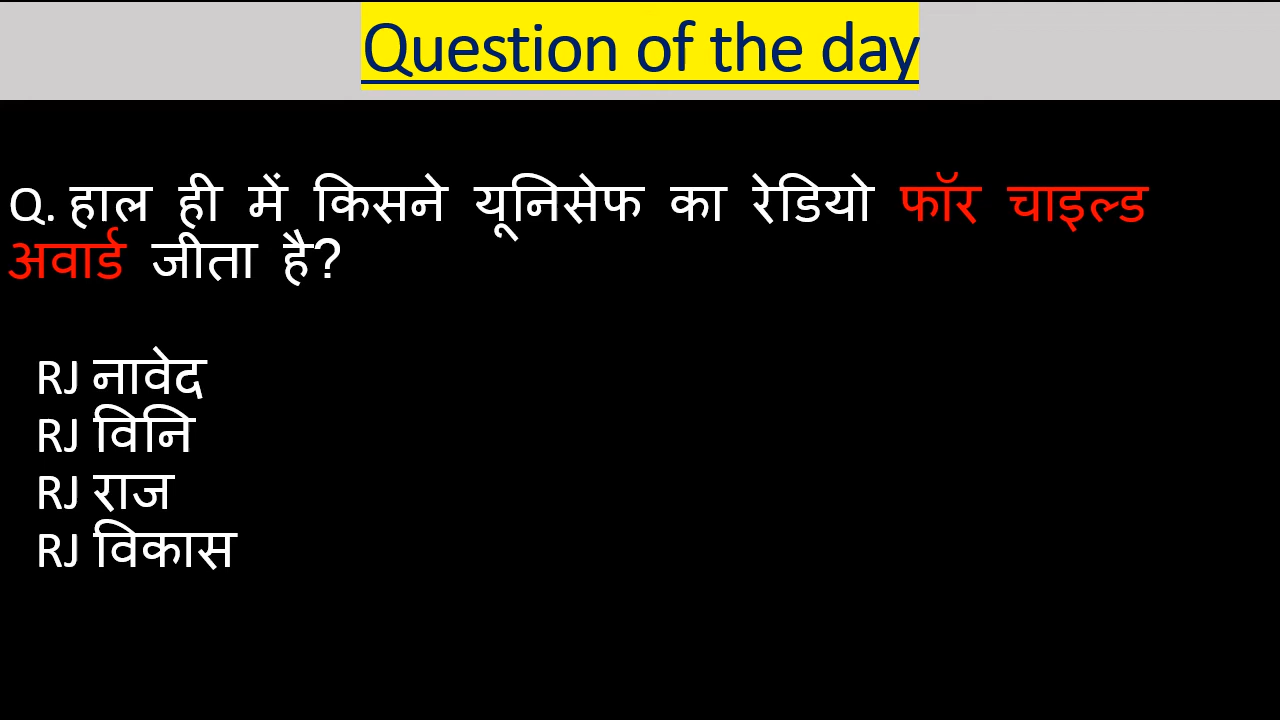 Question of the day
Q. हाल ही में किसने यूनिसेफ का रेडियो फॉर चाइल्ड
अवार्ड जीता है?
RJ नावेद
RJ विनि
RJ राज
RJ विकास